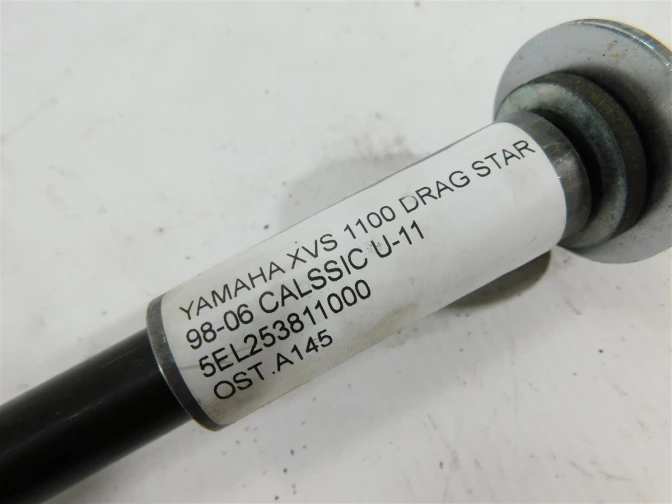 YAMAHA XVS 1100 DRAG STAR
98-06 CALSSIC U-11
5EL253811000
OST.A145